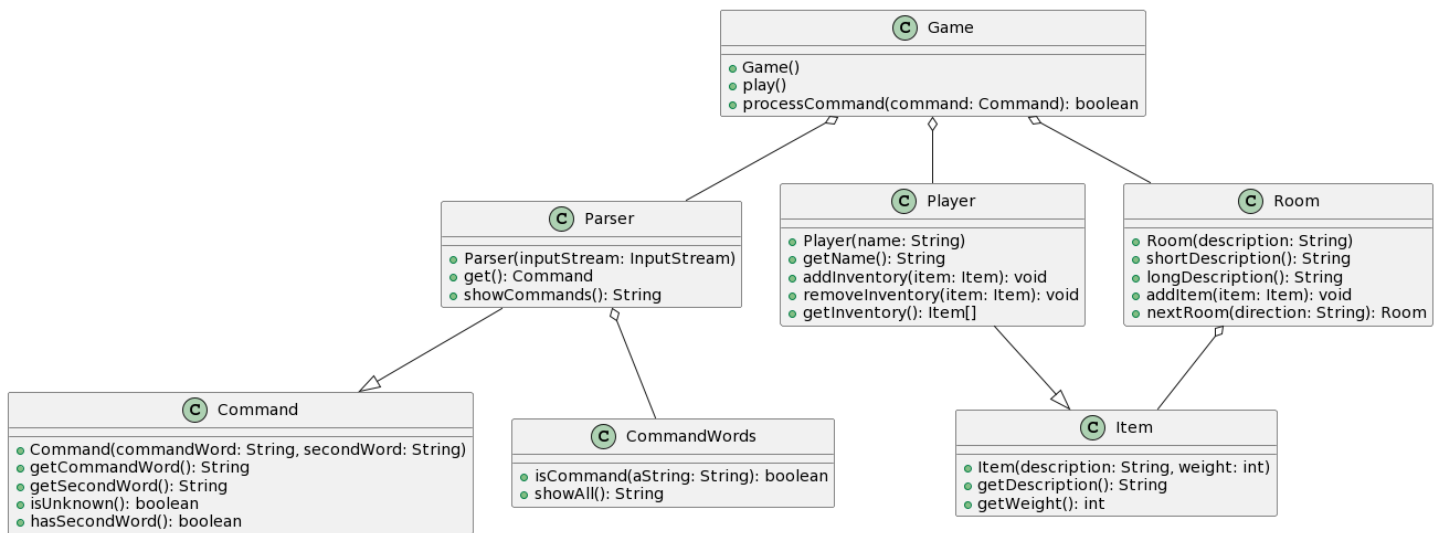 C Game
Game()
play()
processCommand(command: Command): boolean
C Parser
Parser(inputStream: InputStream)
get(): Command
showCommands(): String
C Player
Player(name: String)
getName(): String
addInventory(item: Item): void
removeInventory(item: Item): void
getInventory(): Item[]
C Room
Room(description: String)
shortDescription(): String
longDescription(): String
addItem(item: Item): void
nextRoom(direction: String): Room
C Command
Command(commandWord: String, secondWord: String)
getCommandWord(): String
getSecondWord(): String
isUnknown(): boolean
hasSecondWord(): boolean
C CommandWords
isCommand(aString: String): boolean
showAll(): String
C Item
Item(description: String, weight: int)
getDescription(): String
getWeight(): int